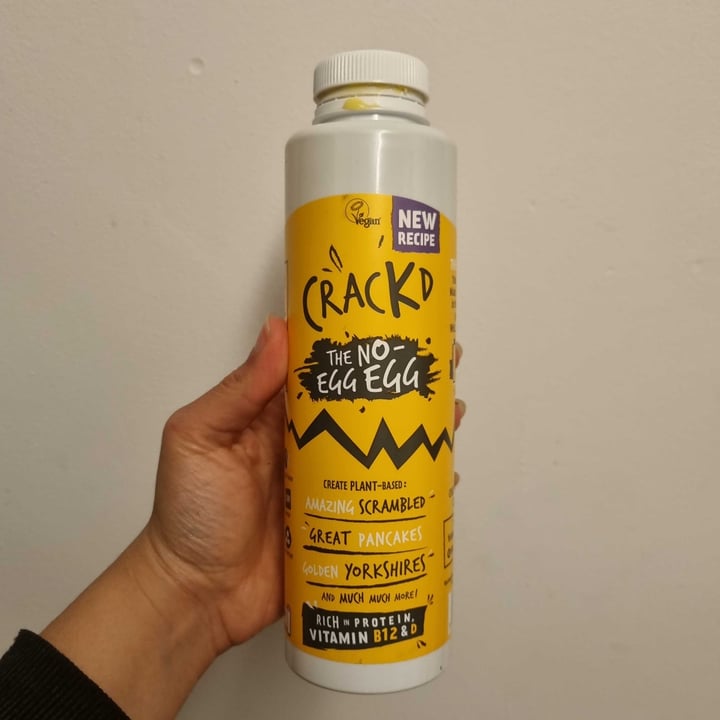 Vegan
NEW
RECIPE
CRACKD
THE NO-
EGG EGG
CREATE PLANT-BASED:
AMAZING SCRAMBLED
GREAT PANCAKES
GOLDEN YORKSHIRES
AND MUCH MUCH MORE!
RICH IN PROTEIN,
VITAMIN B12 & D